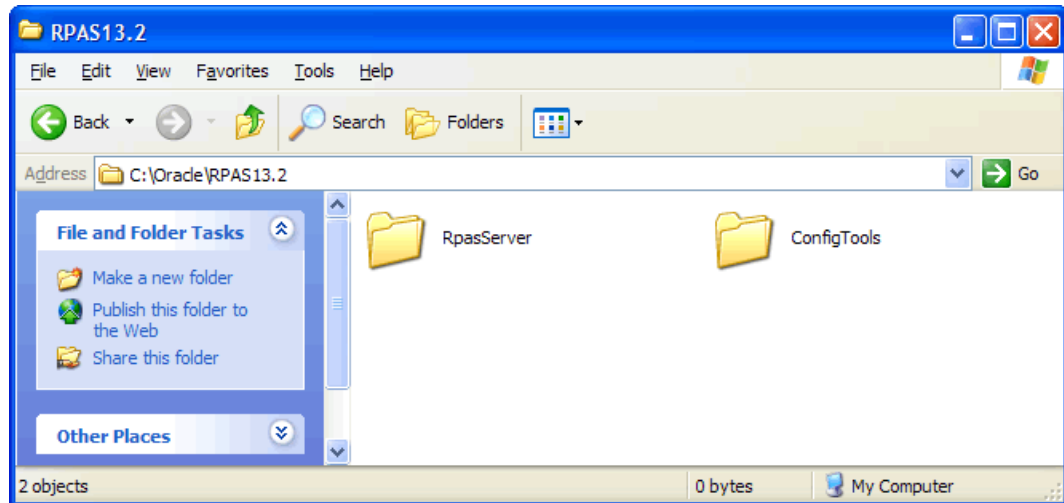 RPAS13.2
File Edit View Favorites Tools Help
Back Search Folders
Address C:\Oracle\RPAS13.2 Go
File and Folder Tasks
Make a new folder
Publish this folder to
the Web
Share this folder
Other Places
RpasServer
ConfigTools
2 objects 0 bytes My Computer